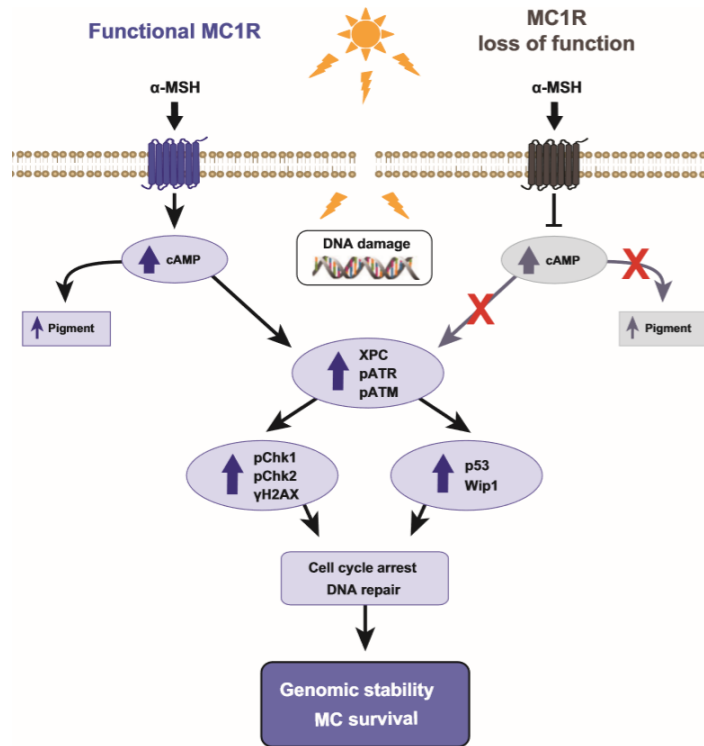 Functional MC1R
MC1R
loss of function
α-MSH
α-MSH
DNA damage
cAMP
cAMP
X
X
Pigment
Pigment
XPC
pATR
pATM
pChk1
pChk2
γH2AX
p53
Wip1
Cell cycle arrest
DNA repair
Genomic stability
MC survival